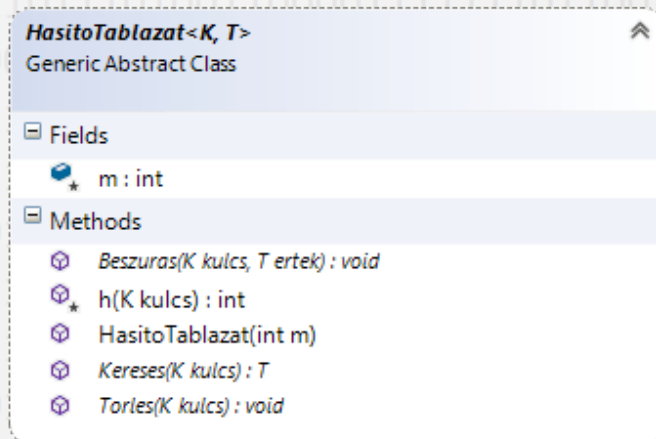 HasitoTablazat<K, T>
Generic Abstract Class
Fields
m : int
Methods
Beszuras(K kulcs, T ertek) : void
h(K kulcs) : int
HasitoTablazat(int m)
Kereses(K kulcs) : T
Torles(K kulcs) : void